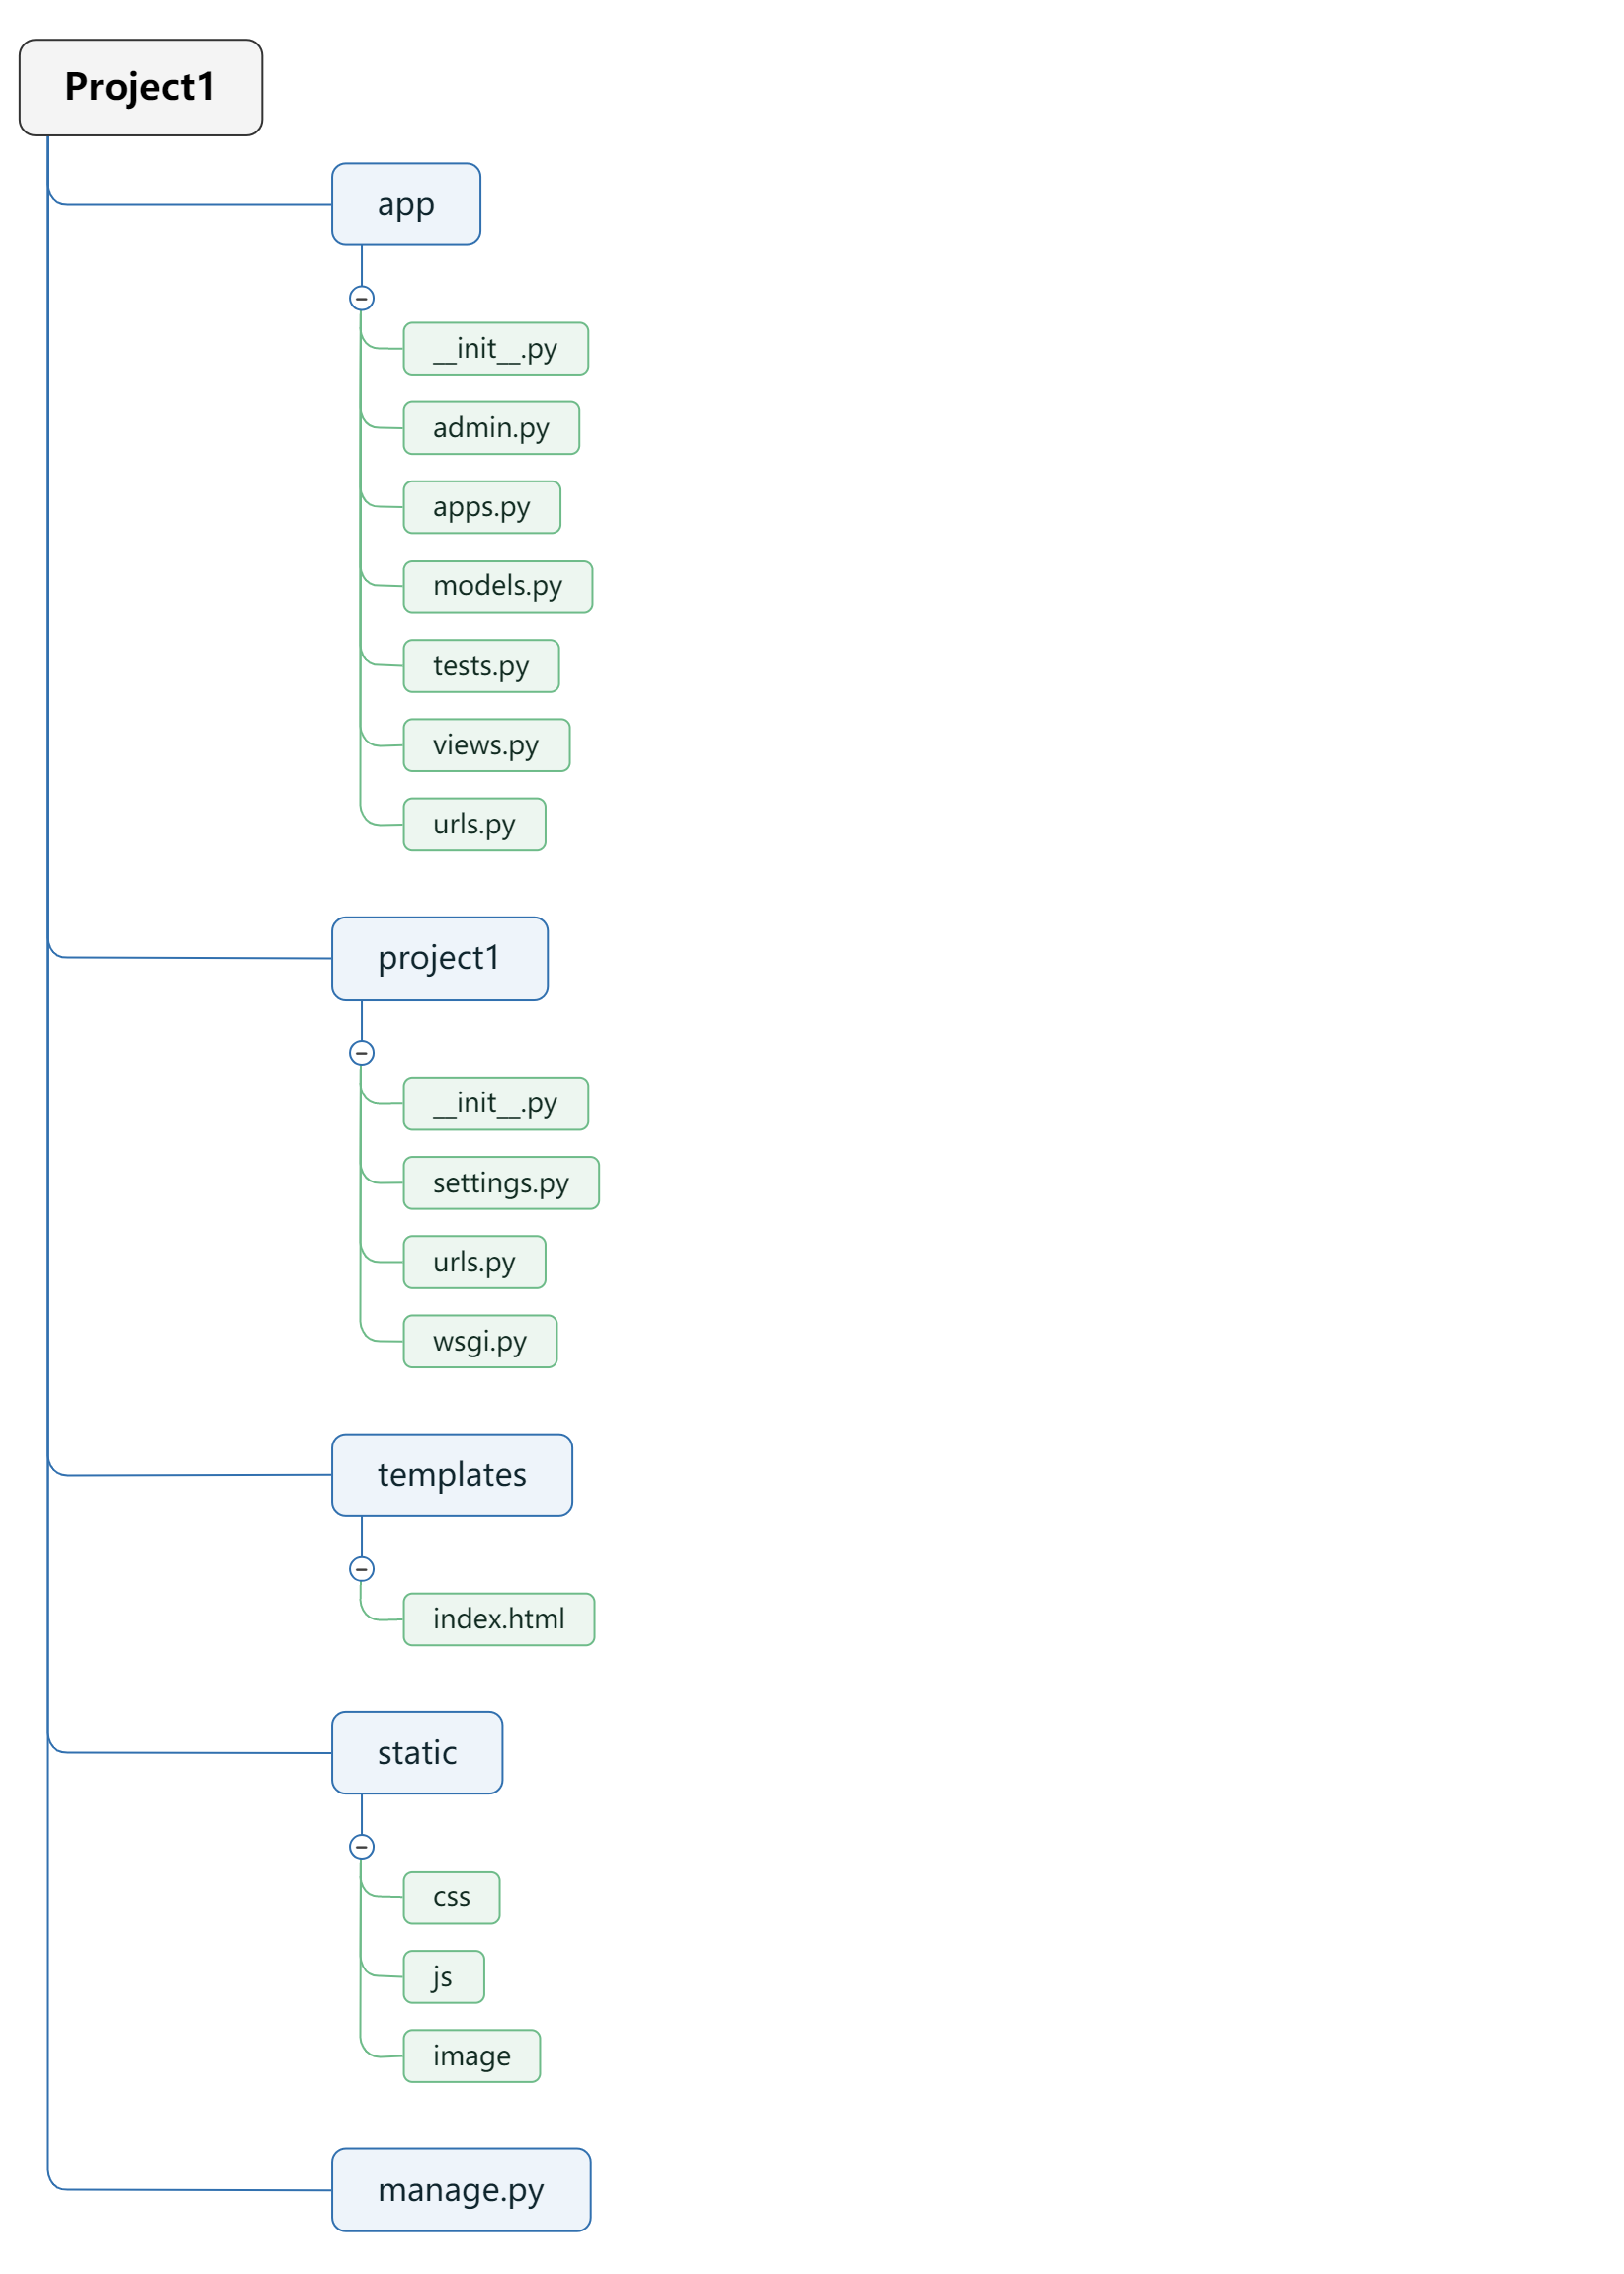 Project1
app
__init__.py
admin.py
apps.py
models.py
tests.py
views.py
urls.py
project1
__init__.py
settings.py
urls.py
wsgi.py
templates
index.html
static
css
js
image
manage.py